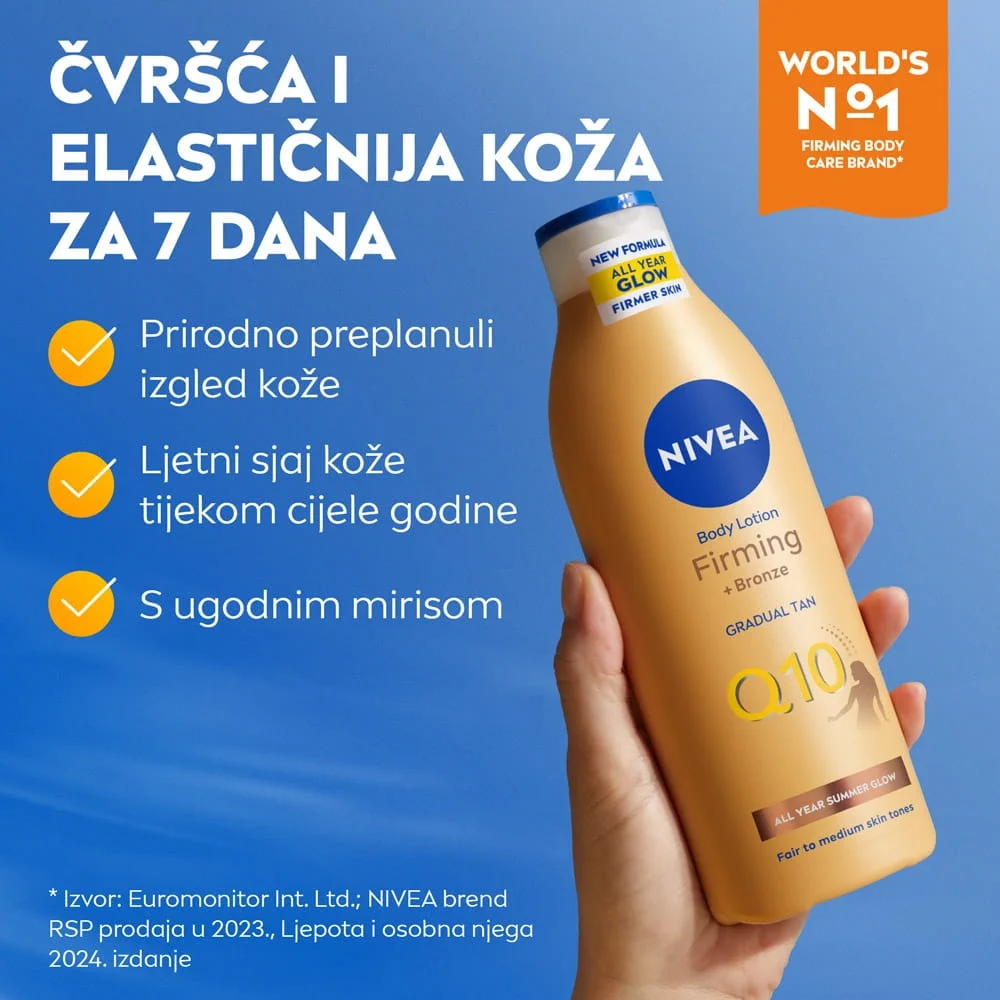 ČVRŠĆA I
ELASTIČNIJA KOŽA
ZA 7 DANA
WORLD'S
Nº1
FIRMING BODY
CARE BRAND*
Prirodno preplanuli
izgled kože
Ljetni sjaj kože
tijekom cijele godine
S ugodnim mirisom
NEW FORMULA
ALL YEAR
GLOW
FIRMER SKIN
NIVEA
Body Lotion
Firming
+ Bronze
GRADUAL TAN
Q10
ALL YEAR SUMMER GLOW
Fair to medium skin tones
* Izvor: Euromonitor Int. Ltd.; NIVEA brend
RSP prodaja u 2023., Ljepota i osobna njega
2024. izdanje